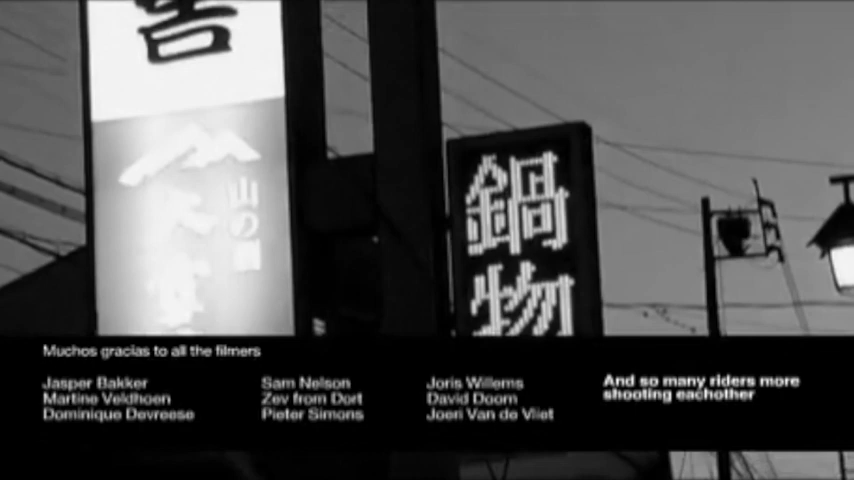 山の
鍋
物
Muchos gracias to all the filmers
Jasper Bakker
Martine Veldhoen
Dominique Devreese
Sam Nelson
Zev from Dort
Pieter Simons
Joris Willems
David Doom
Joeri Van de Vliet
And so many riders more
shooting eachother